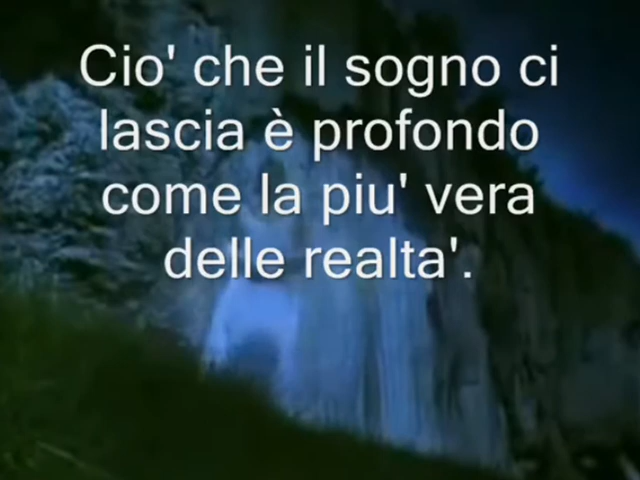 Cio' che il sogno ci
lascia è profondo
come la piu' vera
delle realta'.